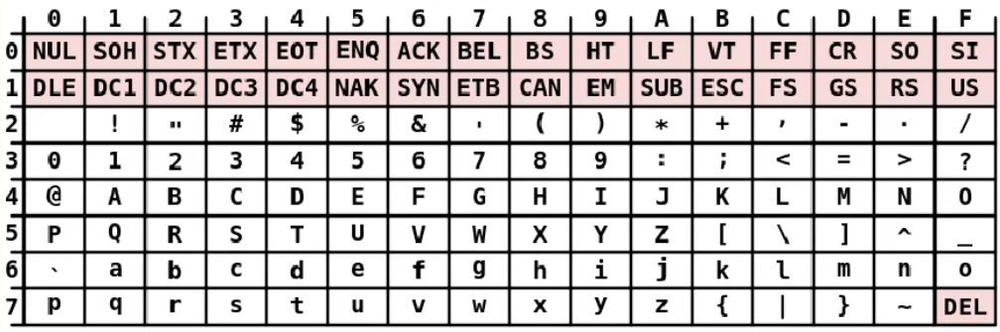 0 1 2 3 4 5 6 7 8 9 A B C D E F
0 NUL SOH STX ETX EOT ENQ ACK BEL BS HT LF VT FF CR SO SI
1 DLE DC1 DC2 DC3 DC4 NAK SYN ETB CAN EM SUB ESC FS GS RS US
2 ! " # $ % & ' ( ) * + , - . /
3 0 1 2 3 4 5 6 7 8 9 : ; < = > ?
4 @ A B C D E F G H I J K L M N O
5 P Q R S T U V W X Y Z [ \ ] ^ _
6 ` a b c d e f g h i j k l m n o
7 p q r s t u v w x y z { | } ~ DEL